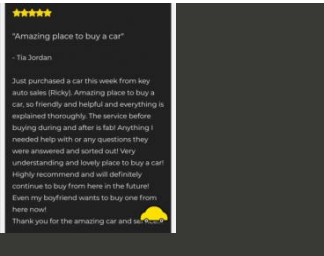 "Amazing place to buy a car"
- Tia Jordan
Just purchased a car this week from key
auto sales (Ricky). Amazing place to buy a
car, so friendly and helpful and everything is
explained thoroughly. The service before
buying during and after is fab! Anything I
needed help with or any questions they
were answered and sorted out! Very
understanding and lovely place to buy a car!
Highly recommend and will definitely
continue to buy from here in the future!
Even my boyfriend wants to buy one from
here now!
Thank you for the amazing car and